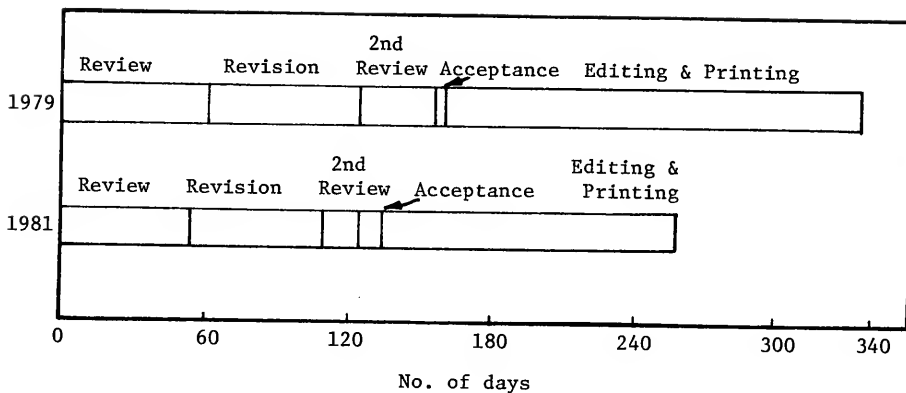 2nd
Review Revision Review Acceptance Editing & Printing
1979
2nd Editing &
Review Revision Review Acceptance Printing
1981
0 60 120 180 240 300 340
No. of days